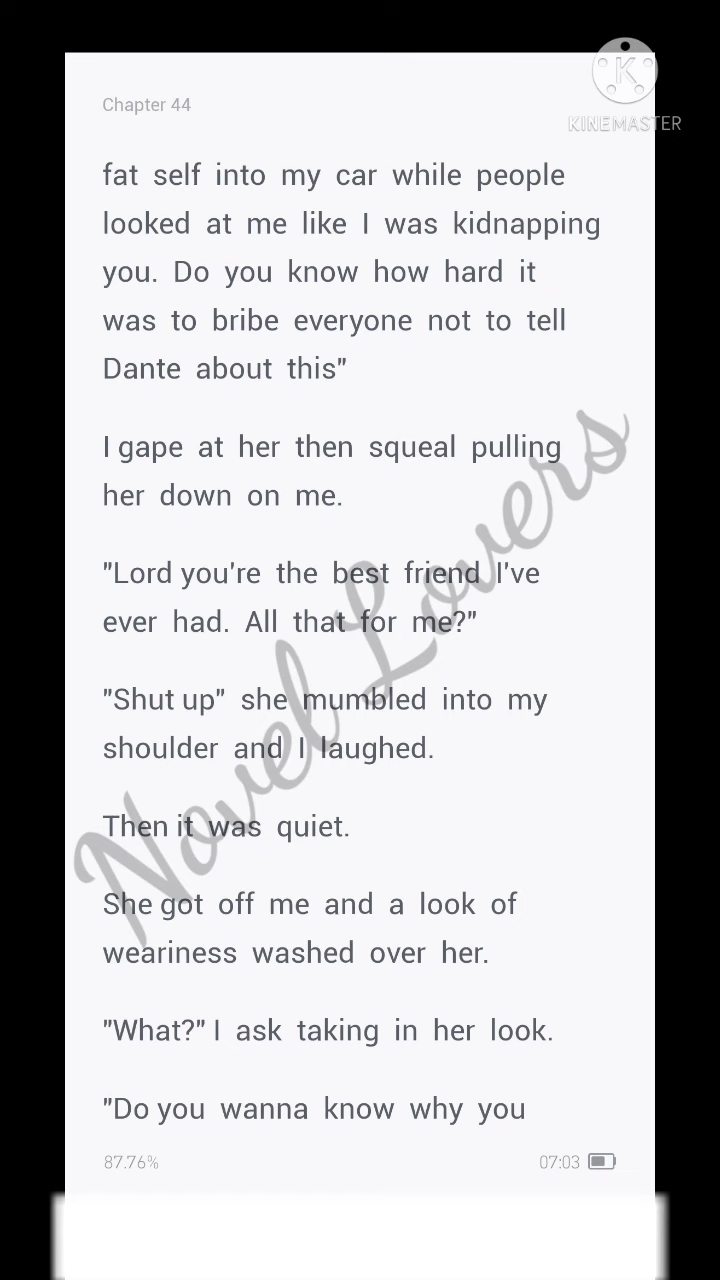 K
KINEMASTER
Chapter 44
fat self into my car while people
looked at me like I was kidnapping
you. Do you know how hard it
was to bribe everyone not to tell
Dante about this"
I gape at her then squeal pulling
her down on me.
"Lord you're the best friend I've
ever had. All that for me?"
"Shut up" she mumbled into my
shoulder and I laughed.
Then it was quiet.
She got off me and a look of
weariness washed over her.
"What?" I ask taking in her look.
"Do you wanna know why you
87.76%
07:03
Novel Lovers